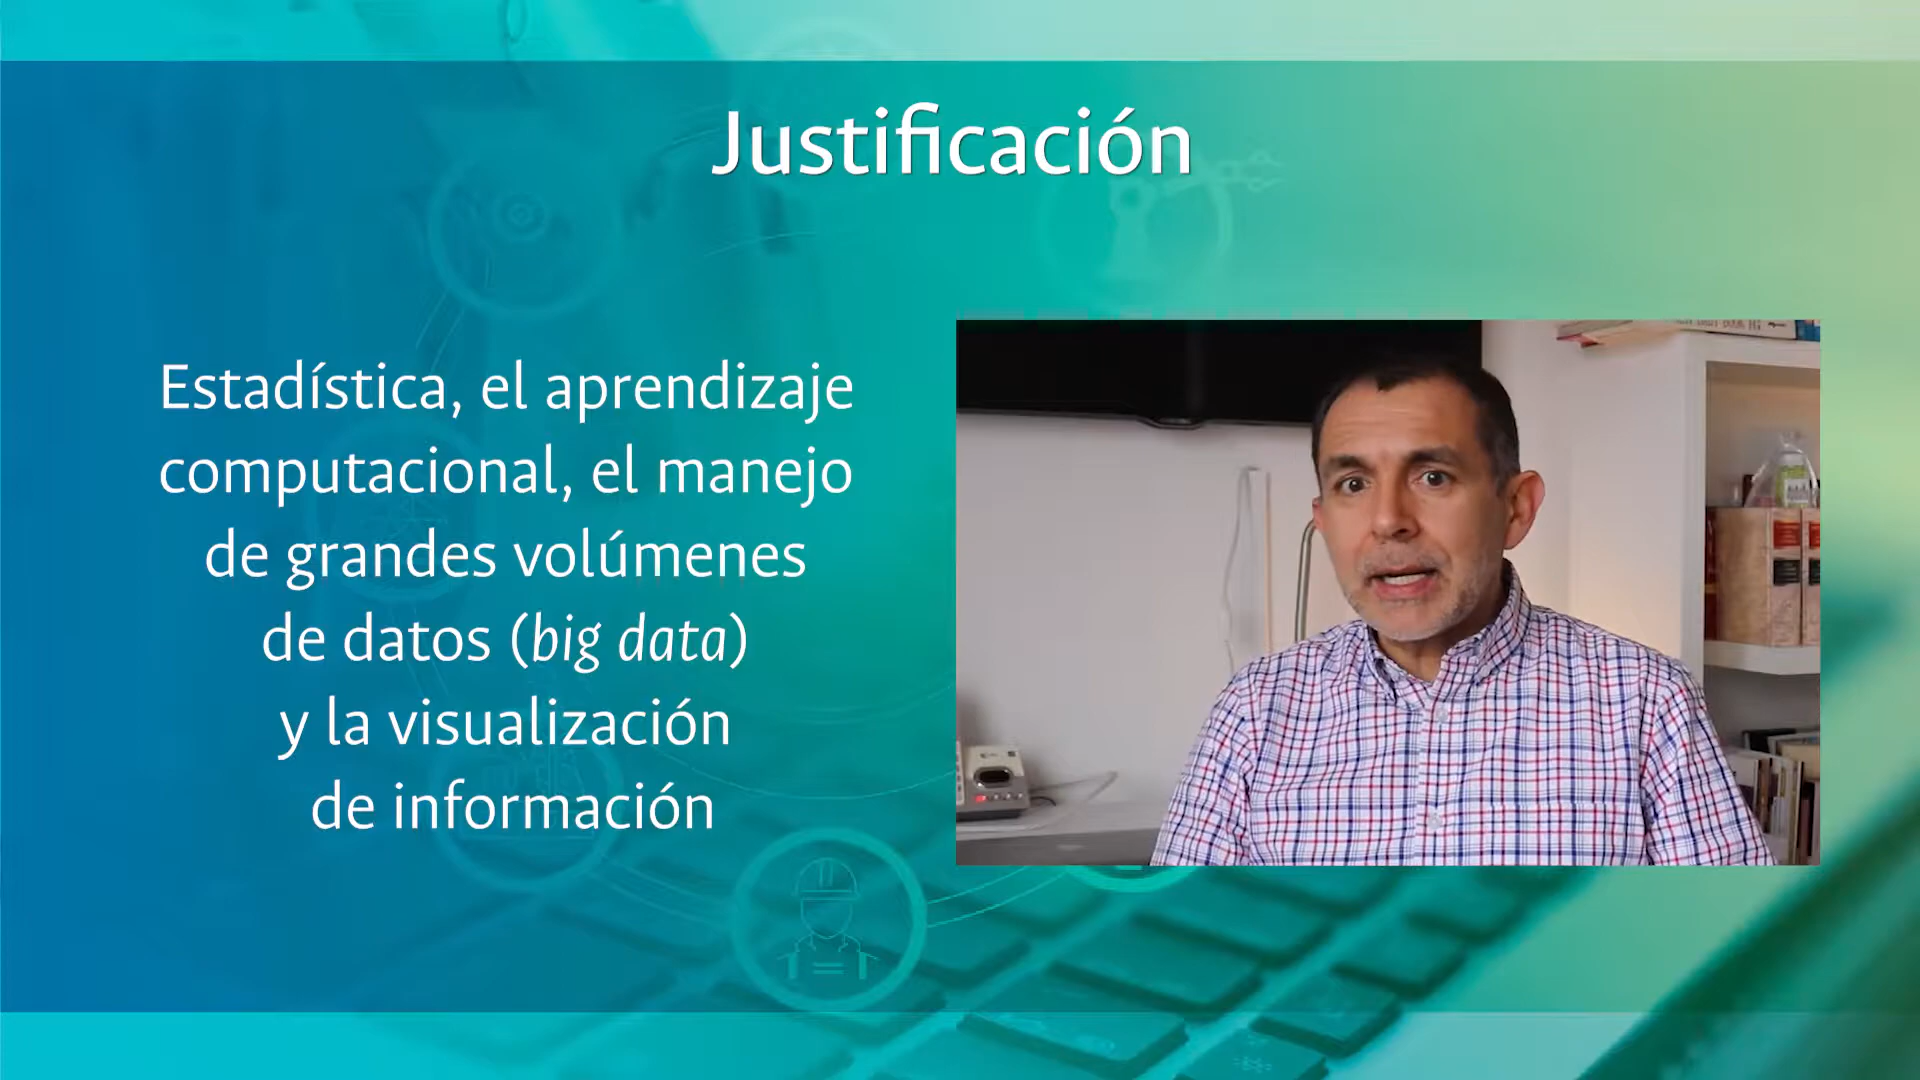 Justificación
Estadística, el aprendizaje
computacional, el manejo
de grandes volúmenes
de datos (big data)
y la visualización
de información